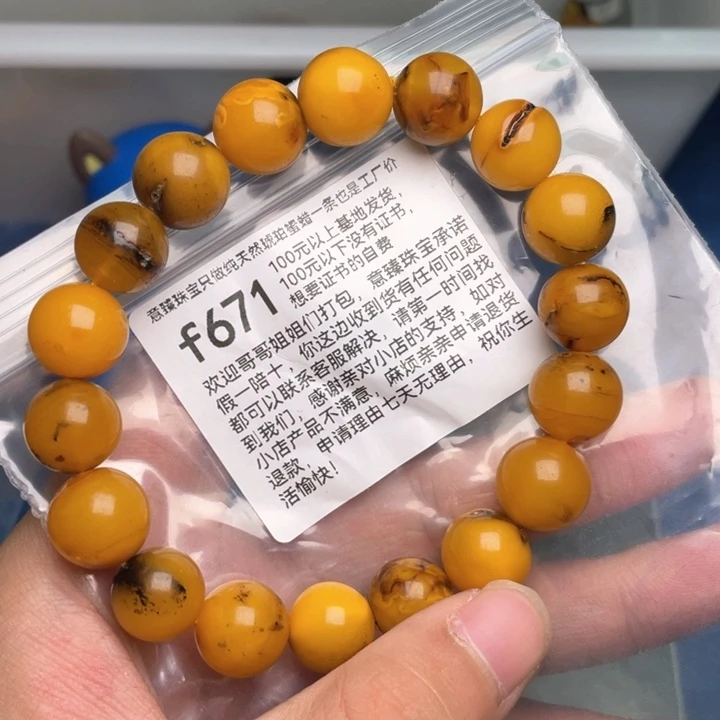 意臻珠宝只做纯天然琥珀蜜蜡一条也是工厂价
f671
100元以上基地发货,
100元以下没有证书,
想要证书的自费
欢迎哥哥姐姐们打包,意臻珠宝承诺
假一赔十,你这边收到货有任何问题
都可以联系客服解决,请第一时间找
到我们,感谢亲对小店的支持,如对
小店产品不满意,麻烦亲亲申请退货
退款,申请理由七天无理由,祝你生
活愉快!